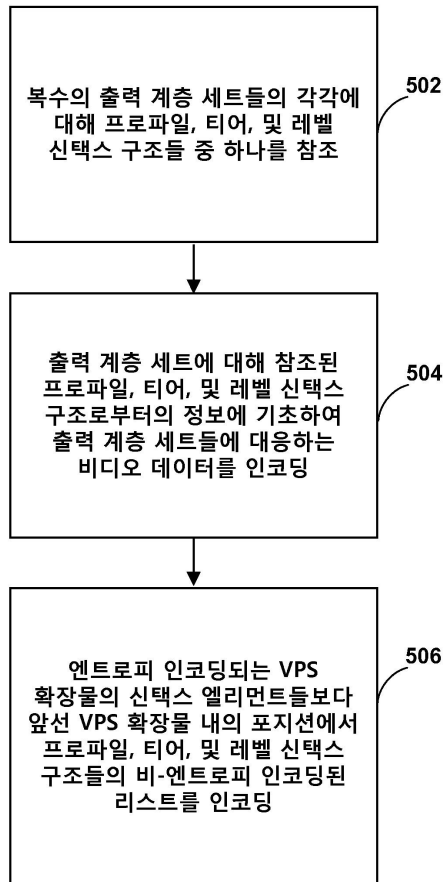 복수의 출력 계층 세트들의 각각에
대해 프로파일, 티어, 및 레벨
신택스 구조들 중 하나를 참조
502
출력 계층 세트에 대해 참조된
프로파일, 티어, 및 레벨 신택스
구조로부터의 정보에 기초하여
출력 계층 세트들에 대응하는
비디오 데이터를 인코딩
504
엔트로피 인코딩되는 VPS
확장물의 신택스 엘리먼트들보다
앞선 VPS 확장물 내의 포지션에서
프로파일, 티어, 및 레벨 신택스
구조들의 비-엔트로피 인코딩된
리스트를 인코딩
506